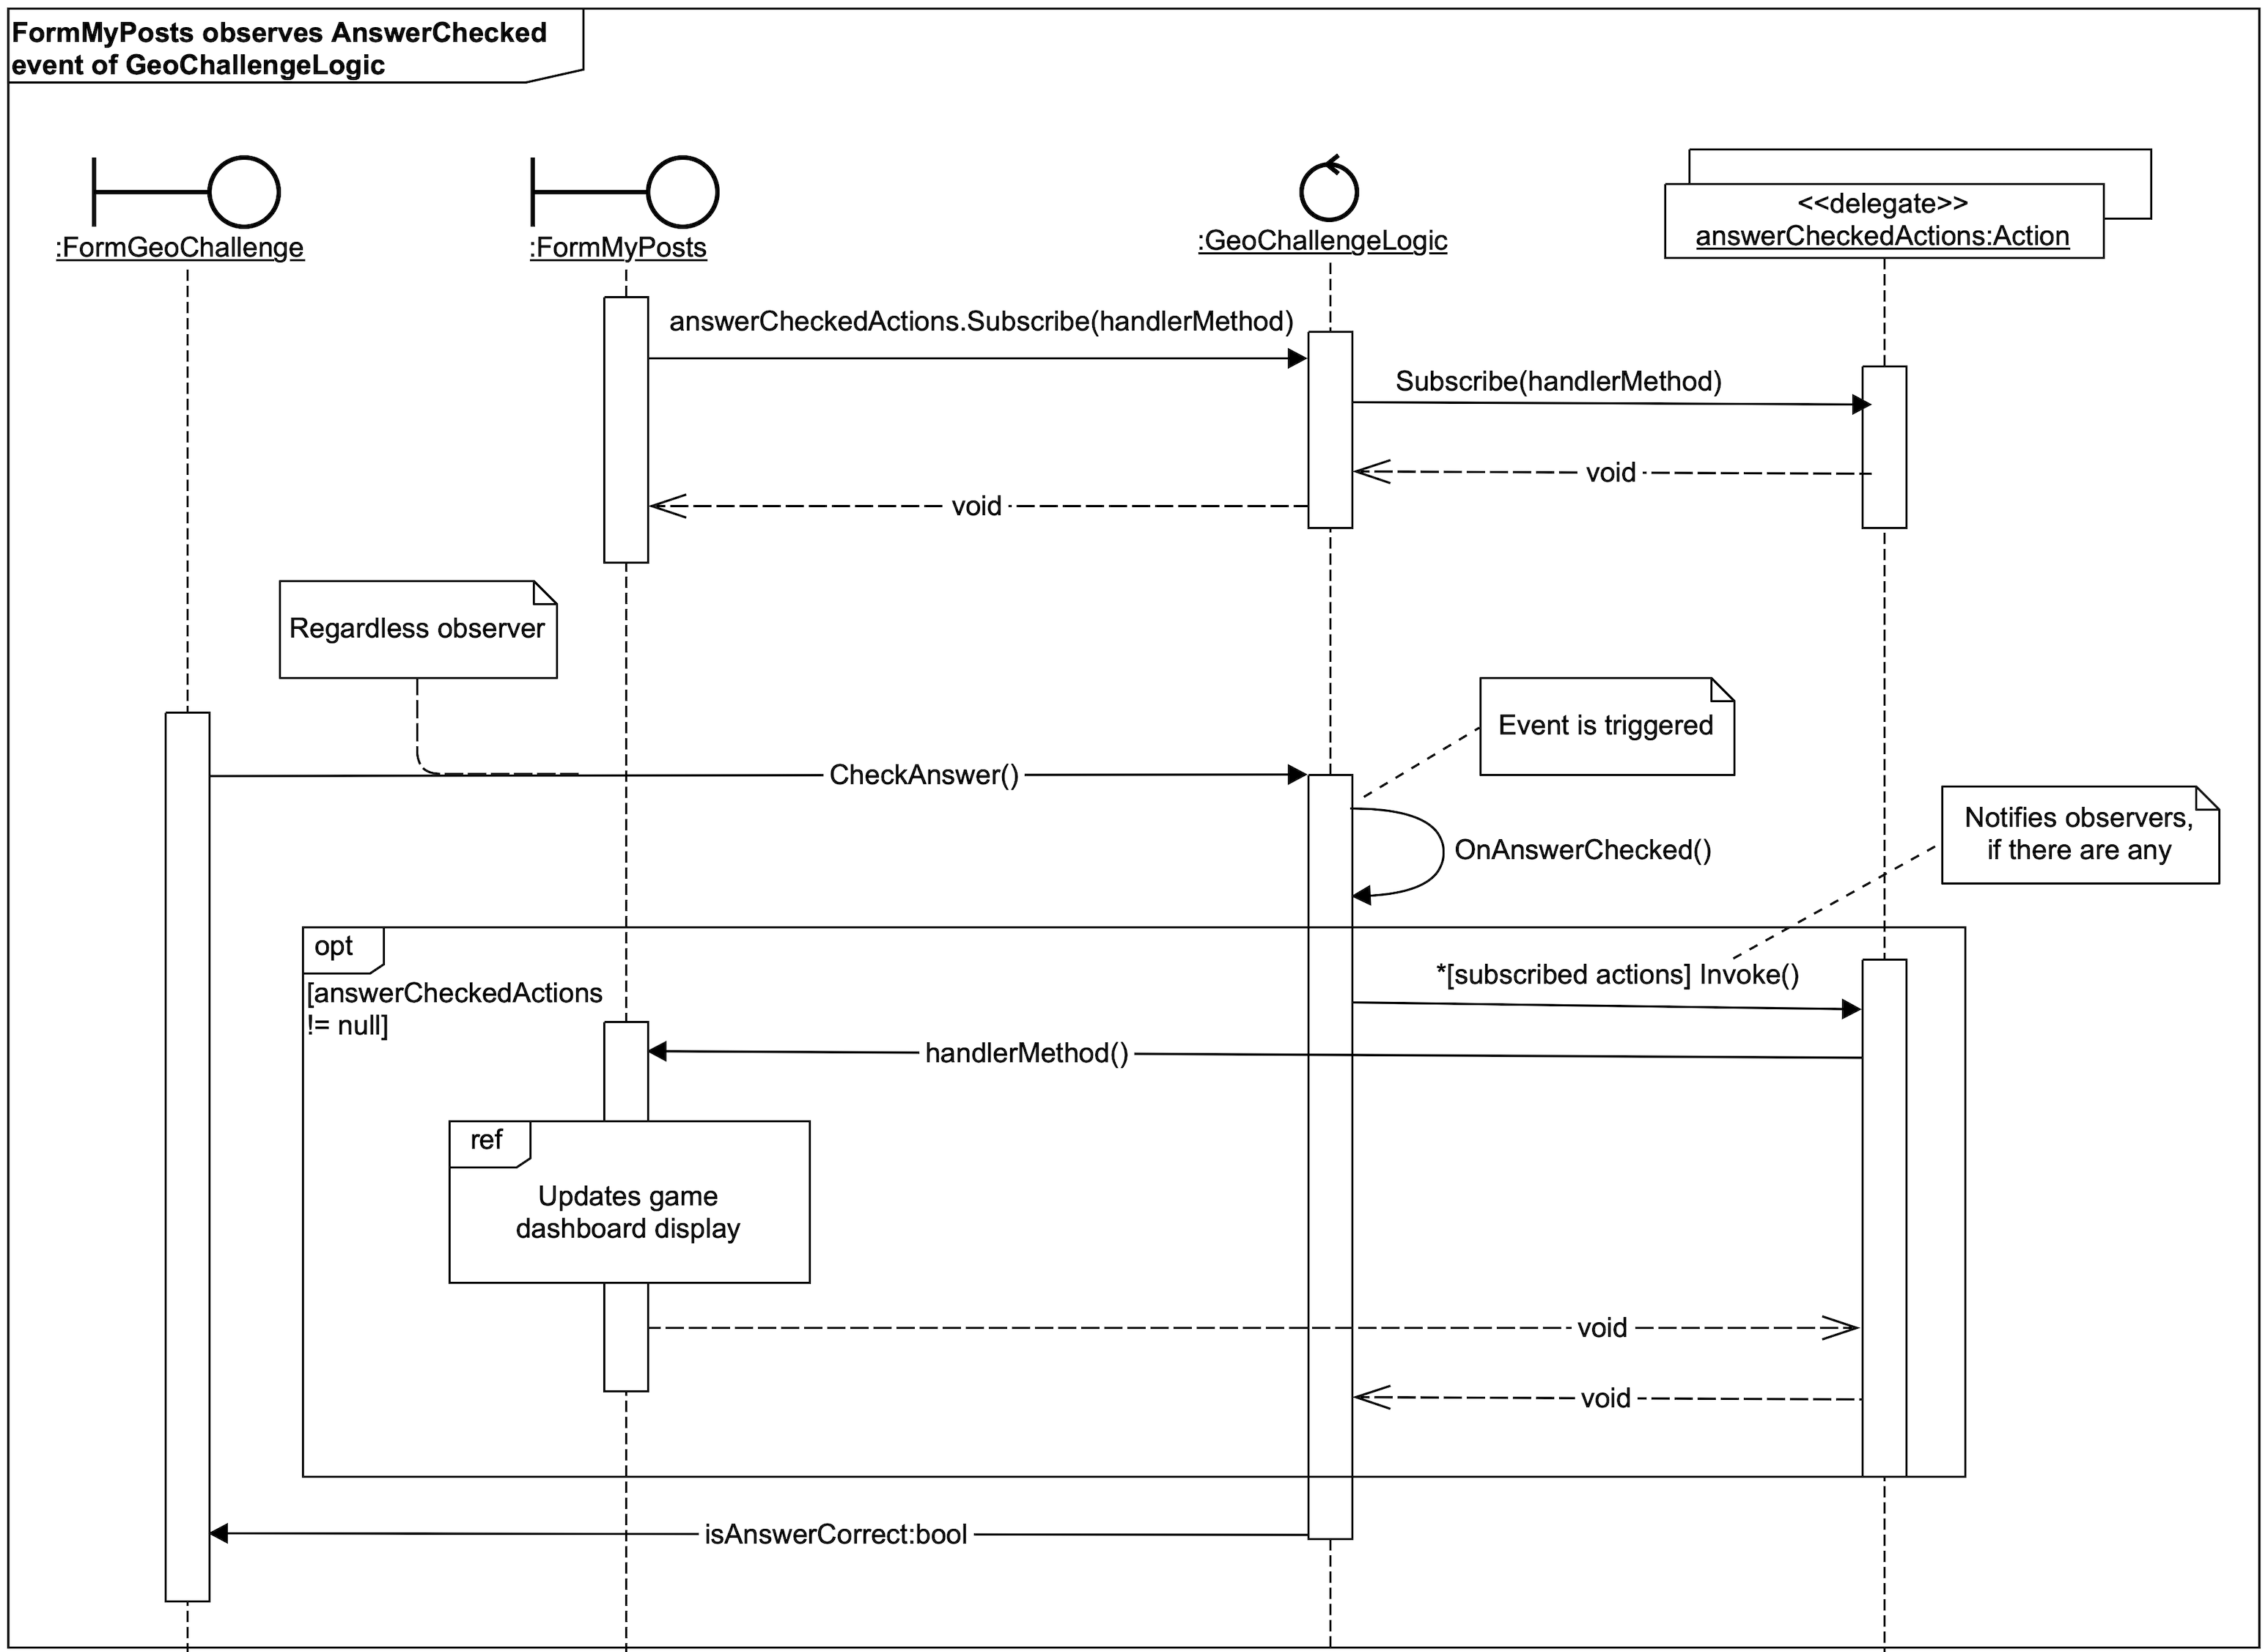 FormMyPosts observes AnswerChecked
event of GeoChallengeLogic
:FormGeoChallenge
:FormMyPosts
:GeoChallengeLogic
<<delegate>>
answerCheckedActions:Action
answerCheckedActions.Subscribe(handlerMethod)
Subscribe(handlerMethod)
void
void
Regardless observer
Event is triggered
CheckAnswer()
Notifies observers,
if there are any
OnAnswerChecked()
opt
[answerCheckedActions
!= null]
*[subscribed actions] Invoke()
handlerMethod()
ref
Updates game
dashboard display
void
void
isAnswerCorrect:bool